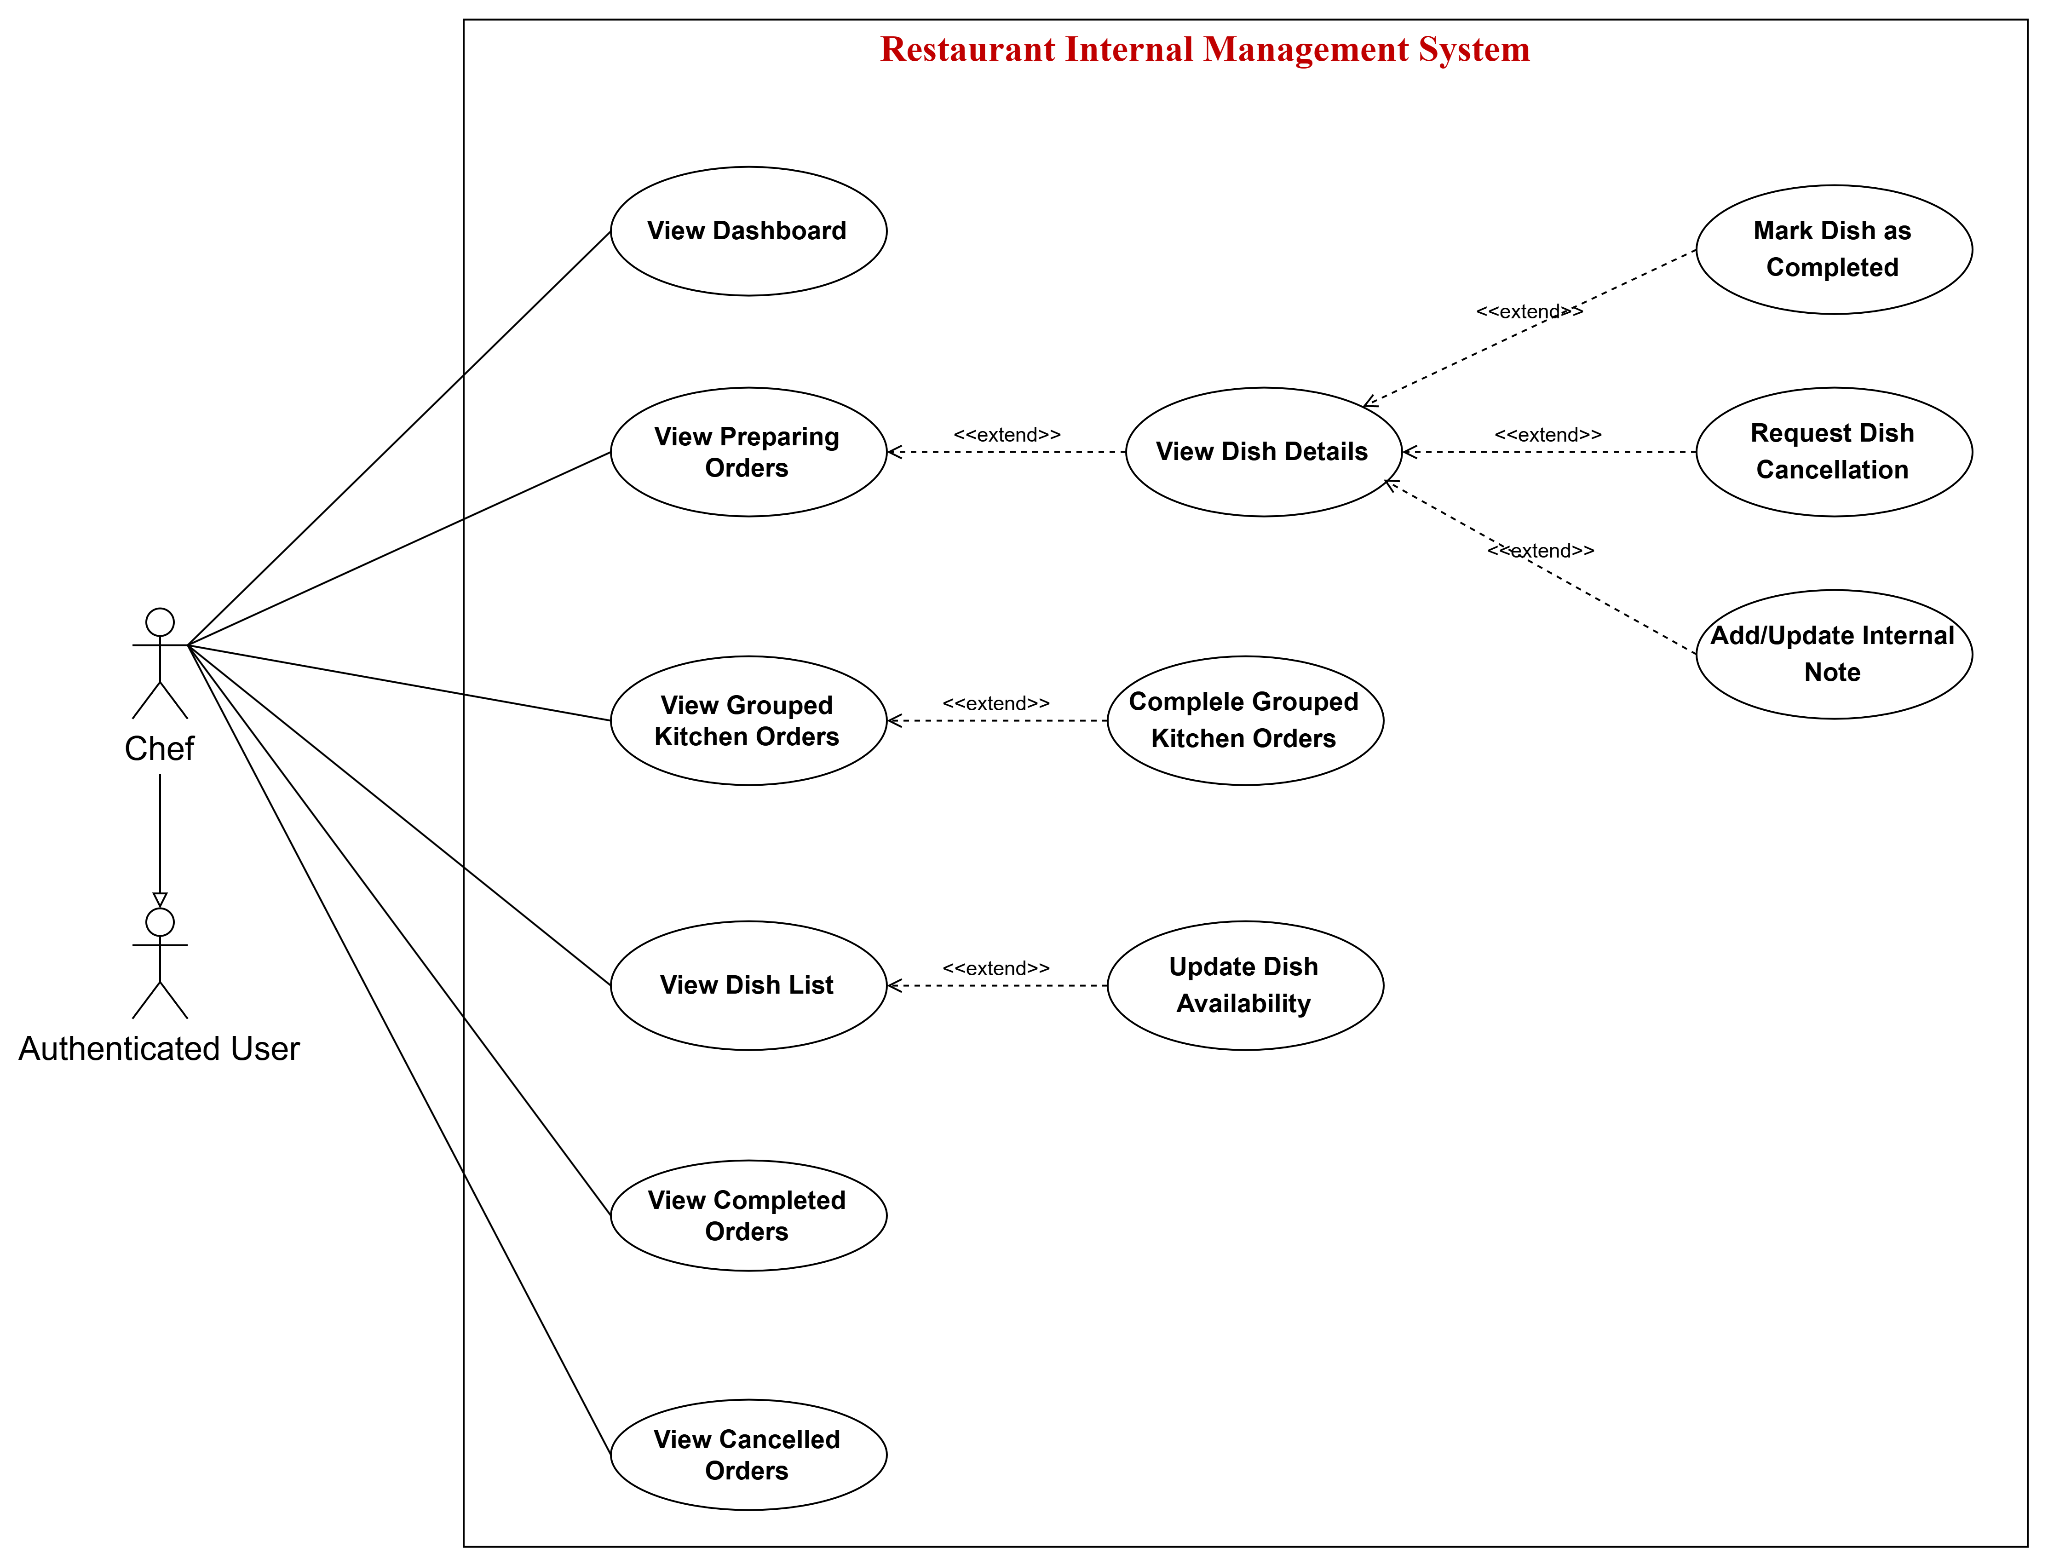 Restaurant Internal Management System
View Dashboard
Mark Dish as
Completed
<<extend>>
View Preparing
Orders
<<extend>>
View Dish Details
<<extend>>
Request Dish
Cancellation
<<extend>>
Add/Update Internal
Note
Chef
View Grouped
Kitchen Orders
<<extend>>
Complele Grouped
Kitchen Orders
Authenticated User
View Dish List
<<extend>>
Update Dish
Availability
View Completed
Orders
View Cancelled
Orders